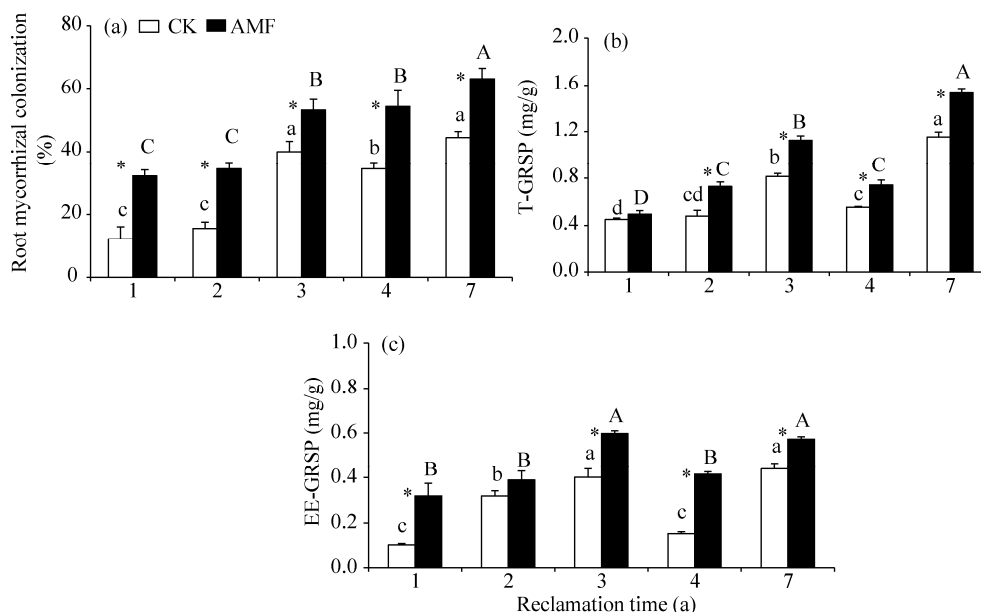 (a) CK AMF
Root mycorrhizal colonization
(%)
80
60
40
20
0
* C
c
* C
c
* B
a
* B
b
* A
a
1 2 3 4 7
(b)
T-GRSP (mg/g)
2.0
1.6
1.2
0.8
0.4
0.0
d D
cd * C
b * B
c * C
a * A
1 2 3 4 7
(c)
EE-GRSP (mg/g)
1.0
0.8
0.6
0.4
0.2
0.0
* B
c
b B
* A
a
* B
c
* A
a
1 2 3 4 7
Reclamation time (a)